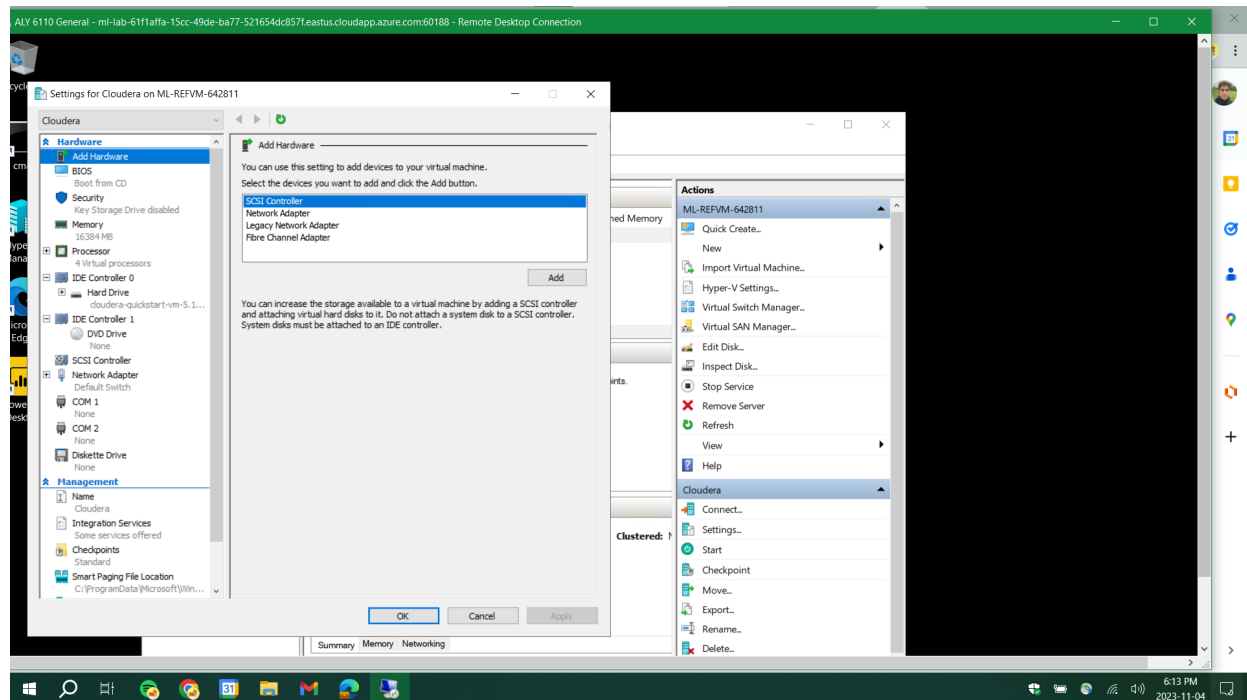 ALY 6110 General - ml-lab-61f1affa-15cc-49de-ba77-521654dc857f.eastus.cloudapp.azure.com:60188 - Remote Desktop Connection
Settings for Cloudera on ML-REFVM-642811
Cloudera
Hardware
Add Hardware
BIOS
Boot from CD
Security
Key Storage Drive disabled
Memory
16384 MB
Processor
4 Virtual processors
IDE Controller 0
Hard Drive
cloudera-quickstart-vm-5.1...
IDE Controller 1
DVD Drive
None
SCSI Controller
Network Adapter
Default Switch
COM 1
None
COM 2
None
Diskette Drive
None
Management
Name
Cloudera
Integration Services
Some services offered
Checkpoints
Standard
Smart Paging File Location
C:\ProgramData\Microsoft\Win...
Add Hardware
You can use this setting to add devices to your virtual machine.
Select the devices you want to add and click the Add button.
SCSI Controller
Network Adapter
Legacy Network Adapter
Fibre Channel Adapter
Add
You can increase the storage available to a virtual machine by adding a SCSI controller
and attaching virtual hard disks to it. Do not attach a system disk to a SCSI controller.
System disks must be attached to an IDE controller.
OK Cancel Apply
ned Memory
ints.
Clustered:
Summary Memory Networking
Actions
ML-REFVM-642811
Quick Create...
New
Import Virtual Machine...
Hyper-V Settings...
Virtual Switch Manager...
Virtual SAN Manager...
Edit Disk...
Inspect Disk...
Stop Service
Remove Server
Refresh
View
Help
Cloudera
Connect...
Settings...
Start
Checkpoint
Move...
Export...
Rename...
Delete...
31
31
6:13 PM
2023-11-04